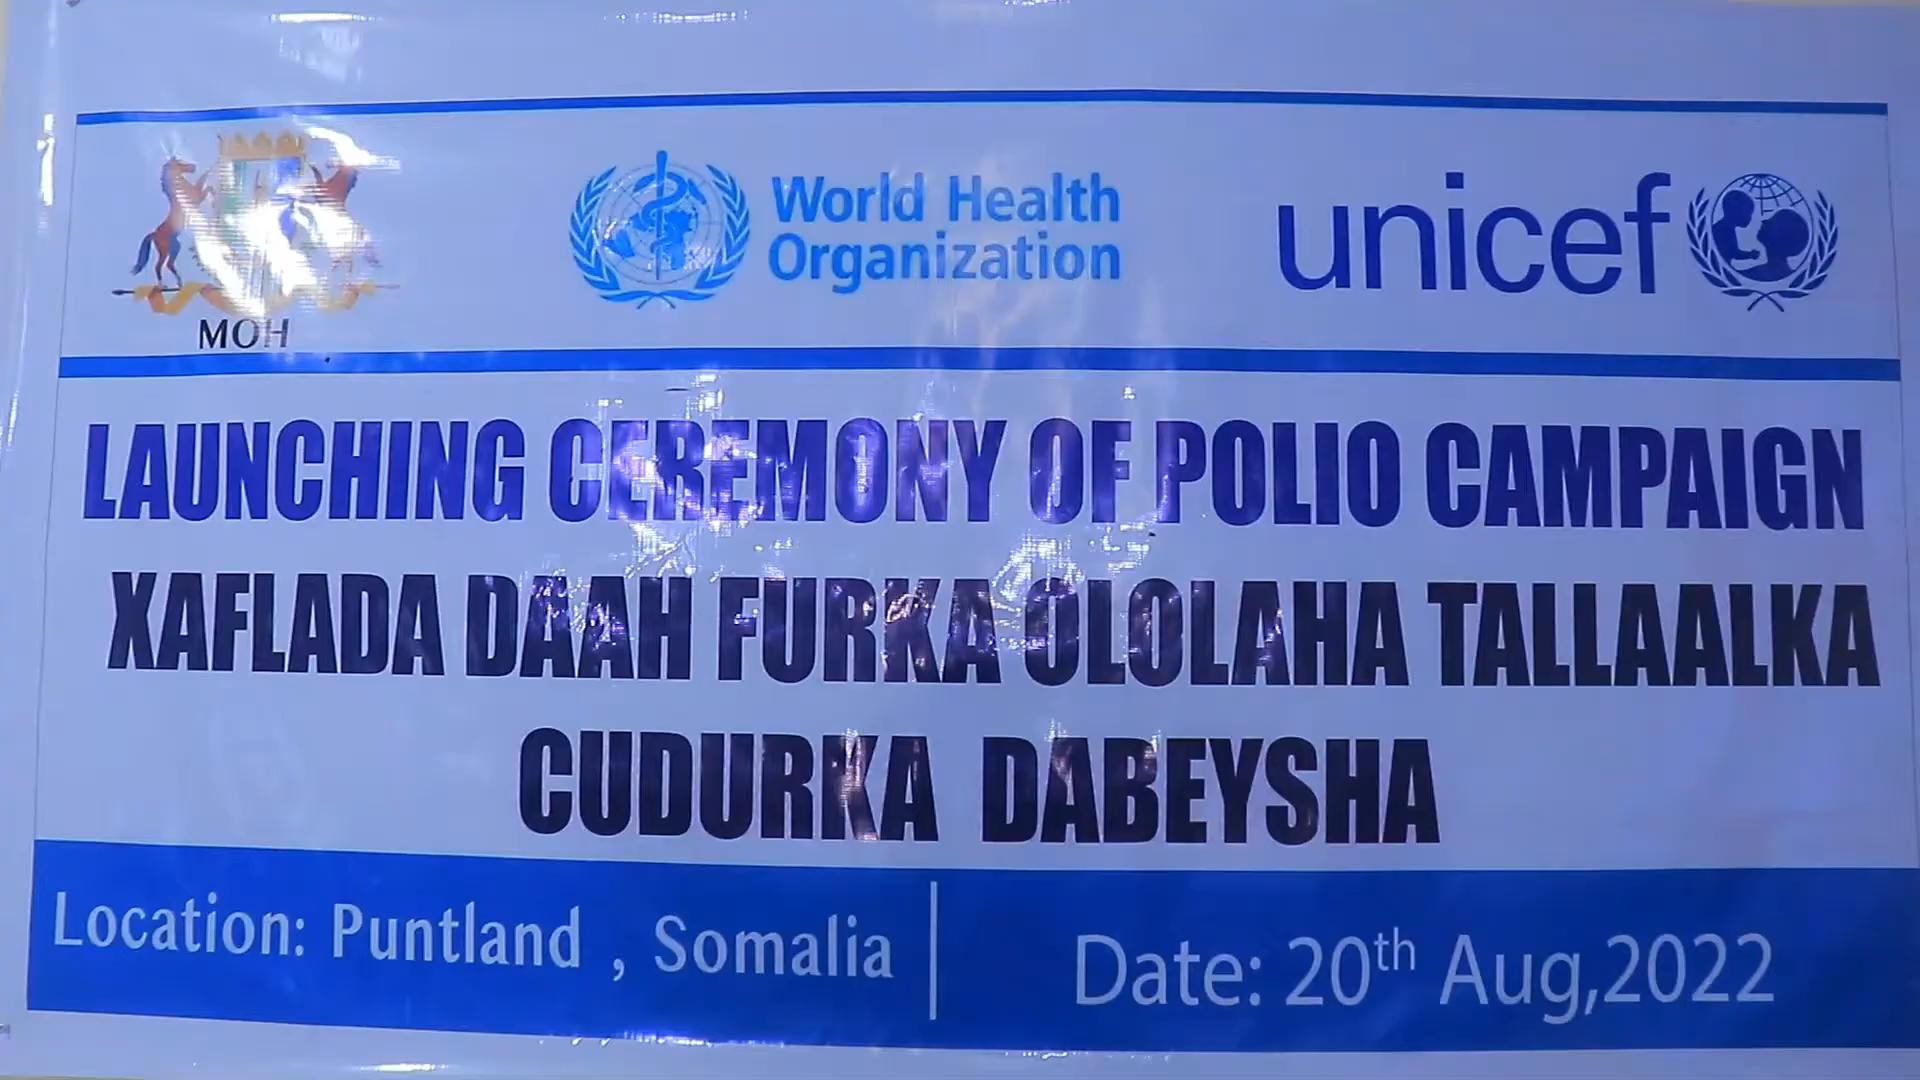 MOH
World Health
Organization
unicef
LAUNCHING CEREMONY OF POLIO CAMPAIGN
XAFLADA DAAH FURKA OLOLAHA TALLAALKA
CUDURKA DABEYSHA
Location: Puntland , Somalia
Date: 20th Aug,2022